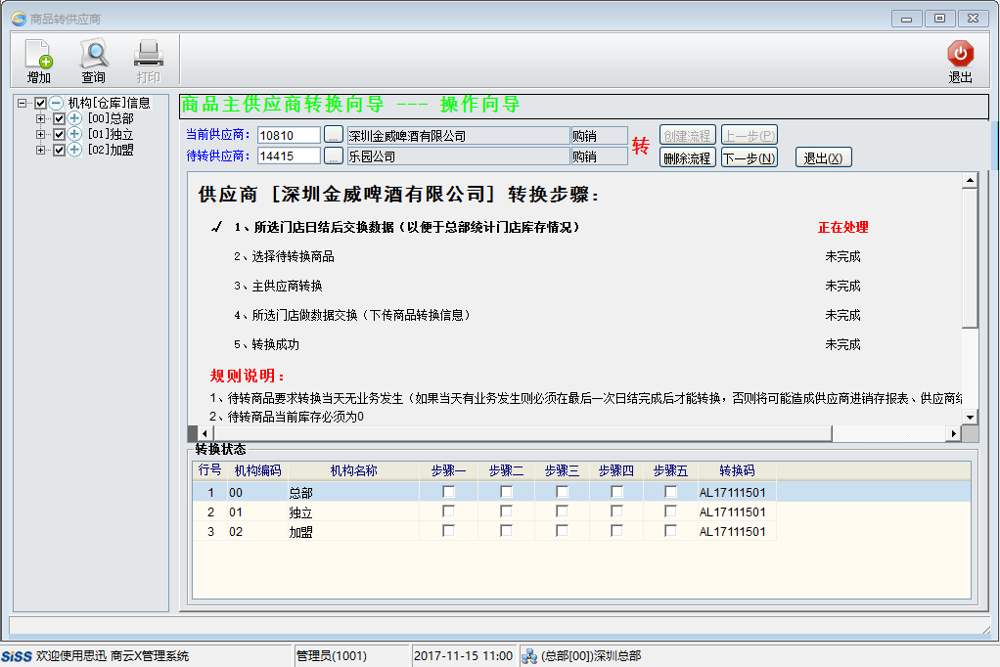 商品转供应商
增加 查询 打印 退出
机构[仓库]信息
[00]总部
[01]独立
[02]加盟
商品主供应商转换向导 --- 操作向导
当前供应商: 10810 ... 深圳金威啤酒有限公司 购销
待转供应商: 14415 ... 乐园公司 购销
转
创建流程 上一步(P)
删除流程 下一步(N) 退出(X)
供应商 [深圳金威啤酒有限公司] 转换步骤:
✓ 1、所选门店日结后交换数据（以便于总部统计门店库存情况） 正在处理
2、选择待转换商品 未完成
3、主供应商转换 未完成
4、所选门店做数据交换（下传商品转换信息） 未完成
5、转换成功 未完成
规则说明:
1、待转商品要求转换当天无业务发生（如果当天有业务发生则必须在最后一次日结完成后才能转换，否则将可能造成供应商进销存报表、供应商
2、待转商品当前库存必须为0
转换状态
行号 机构编码 机构名称 步骤一 步骤二 步骤三 步骤四 步骤五 转换码
1 00 总部 AL17111501
2 01 独立 AL17111501
3 02 加盟 AL17111501
SiSS 欢迎使用思迅 商云X管理系统 管理员(1001) 2017-11-15 11:00 (总部[00])深圳总部